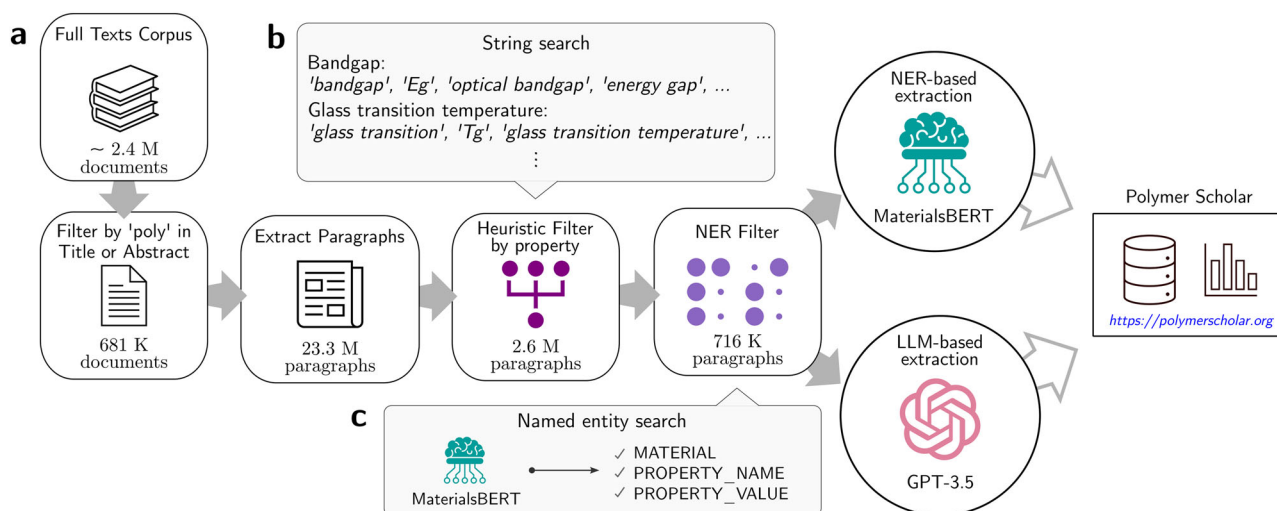 a
Full Texts Corpus
~ 2.4 M
documents
Filter by 'poly' in
Title or Abstract
681 K
documents
Extract Paragraphs
23.3 M
paragraphs
b
String search
Bandgap:
'bandgap', 'Eg', 'optical bandgap', 'energy gap', ...
Glass transition temperature:
'glass transition', 'Tg', 'glass transition temperature', ...
⋮
Heuristic Filter
by property
2.6 M
paragraphs
NER Filter
716 K
paragraphs
c
Named entity search
MaterialsBERT
✓ MATERIAL
✓ PROPERTY_NAME
✓ PROPERTY_VALUE
NER-based
extraction
MaterialsBERT
LLM-based
extraction
GPT-3.5
Polymer Scholar
https://polymerscholar.org